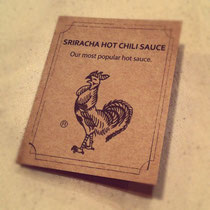 SRIRACHA HOT CHILI SAUCE
Our most popular hot sauce.